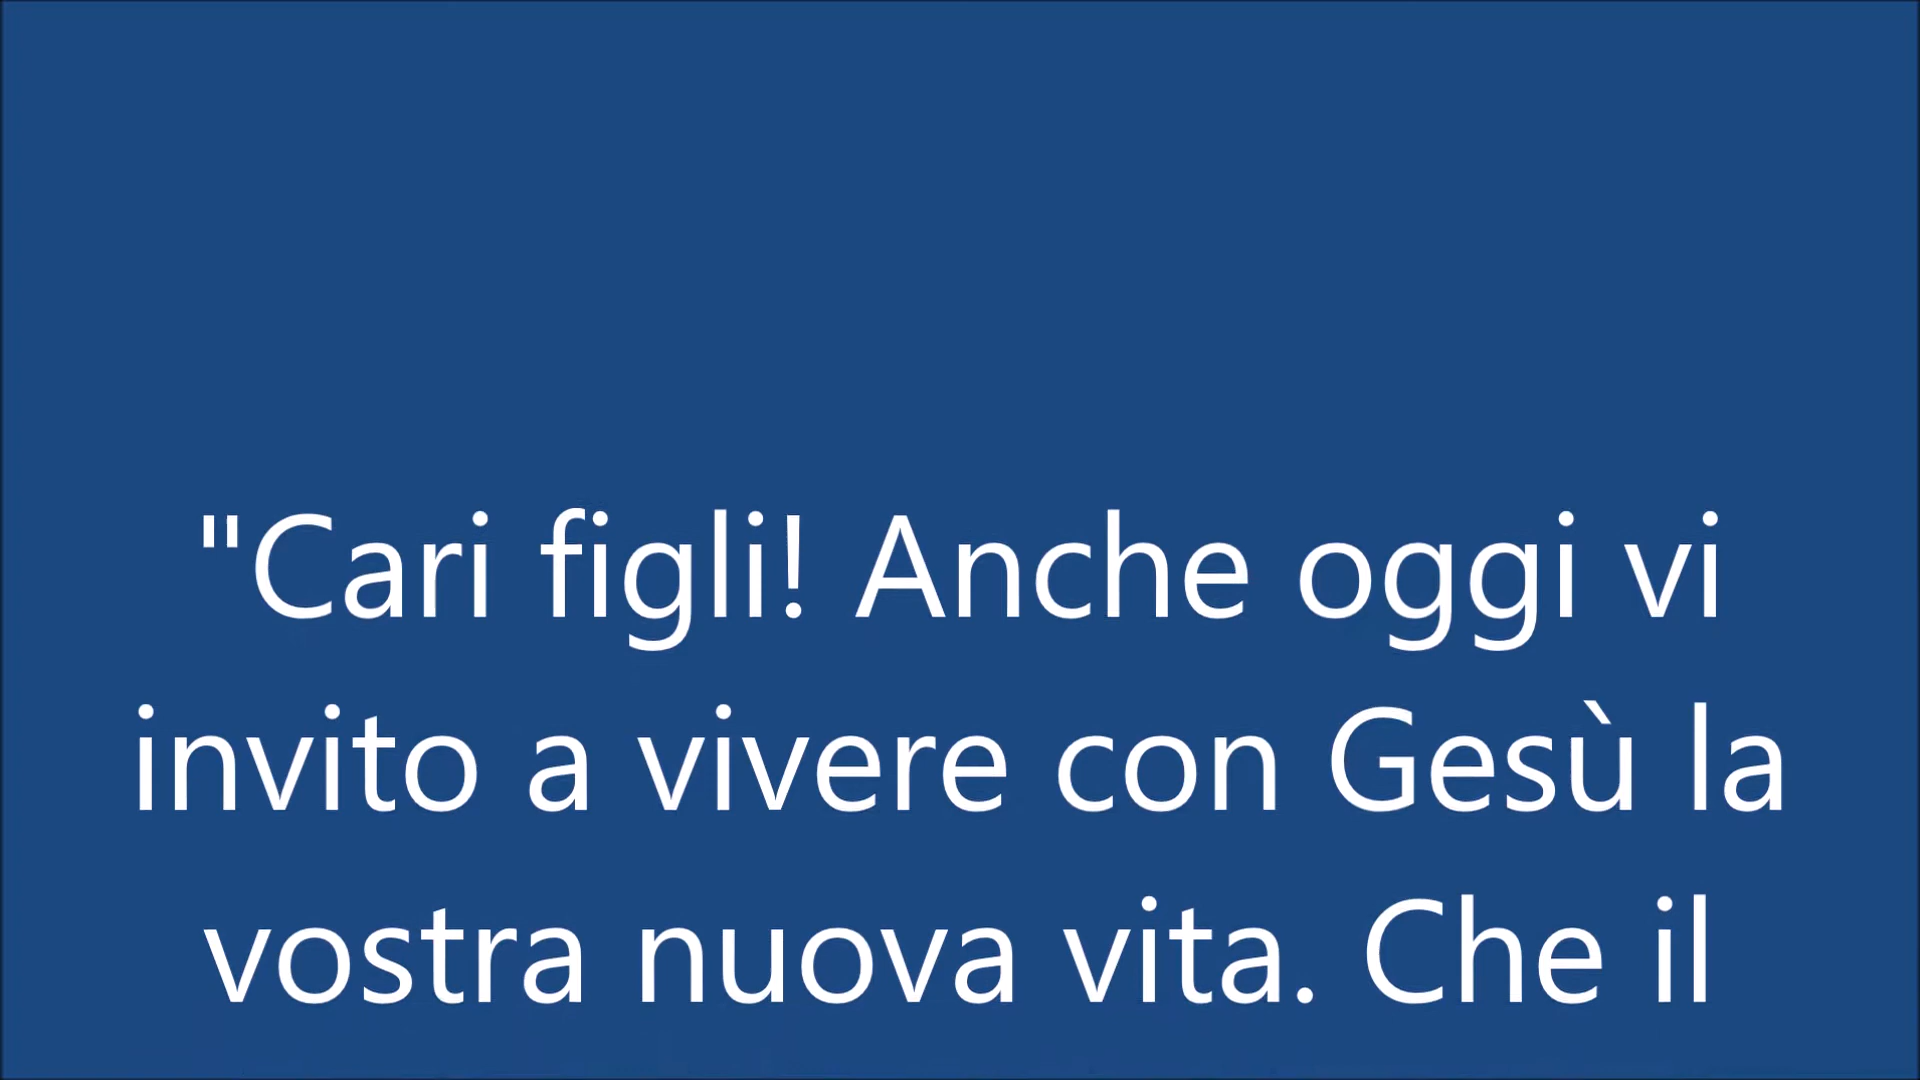 "Cari figli! Anche oggi vi
invito a vivere con Gesù la
vostra nuova vita. Che il